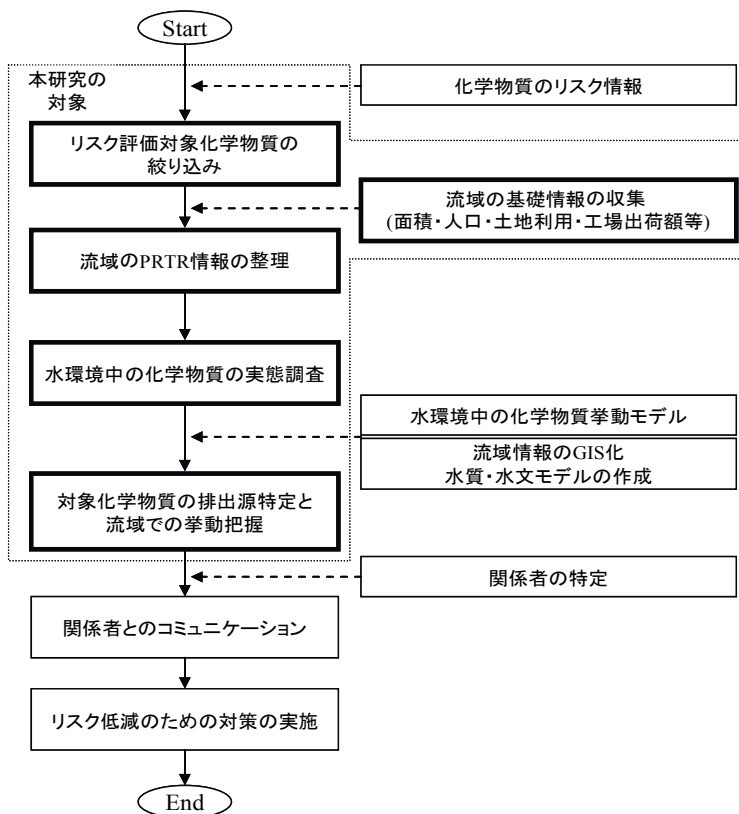 Start
本研究の
対象
化学物質のリスク情報
リスク評価対象化学物質の
絞り込み
流域の基礎情報の収集
(面積・人口・土地利用・工場出荷額等)
流域のPRTR情報の整理
水環境中の化学物質の実態調査
水環境中の化学物質挙動モデル
流域情報のGIS化
水質・水文モデルの作成
対象化学物質の排出源特定と
流域での挙動把握
関係者の特定
関係者とのコミュニケーション
リスク低減のための対策の実施
End